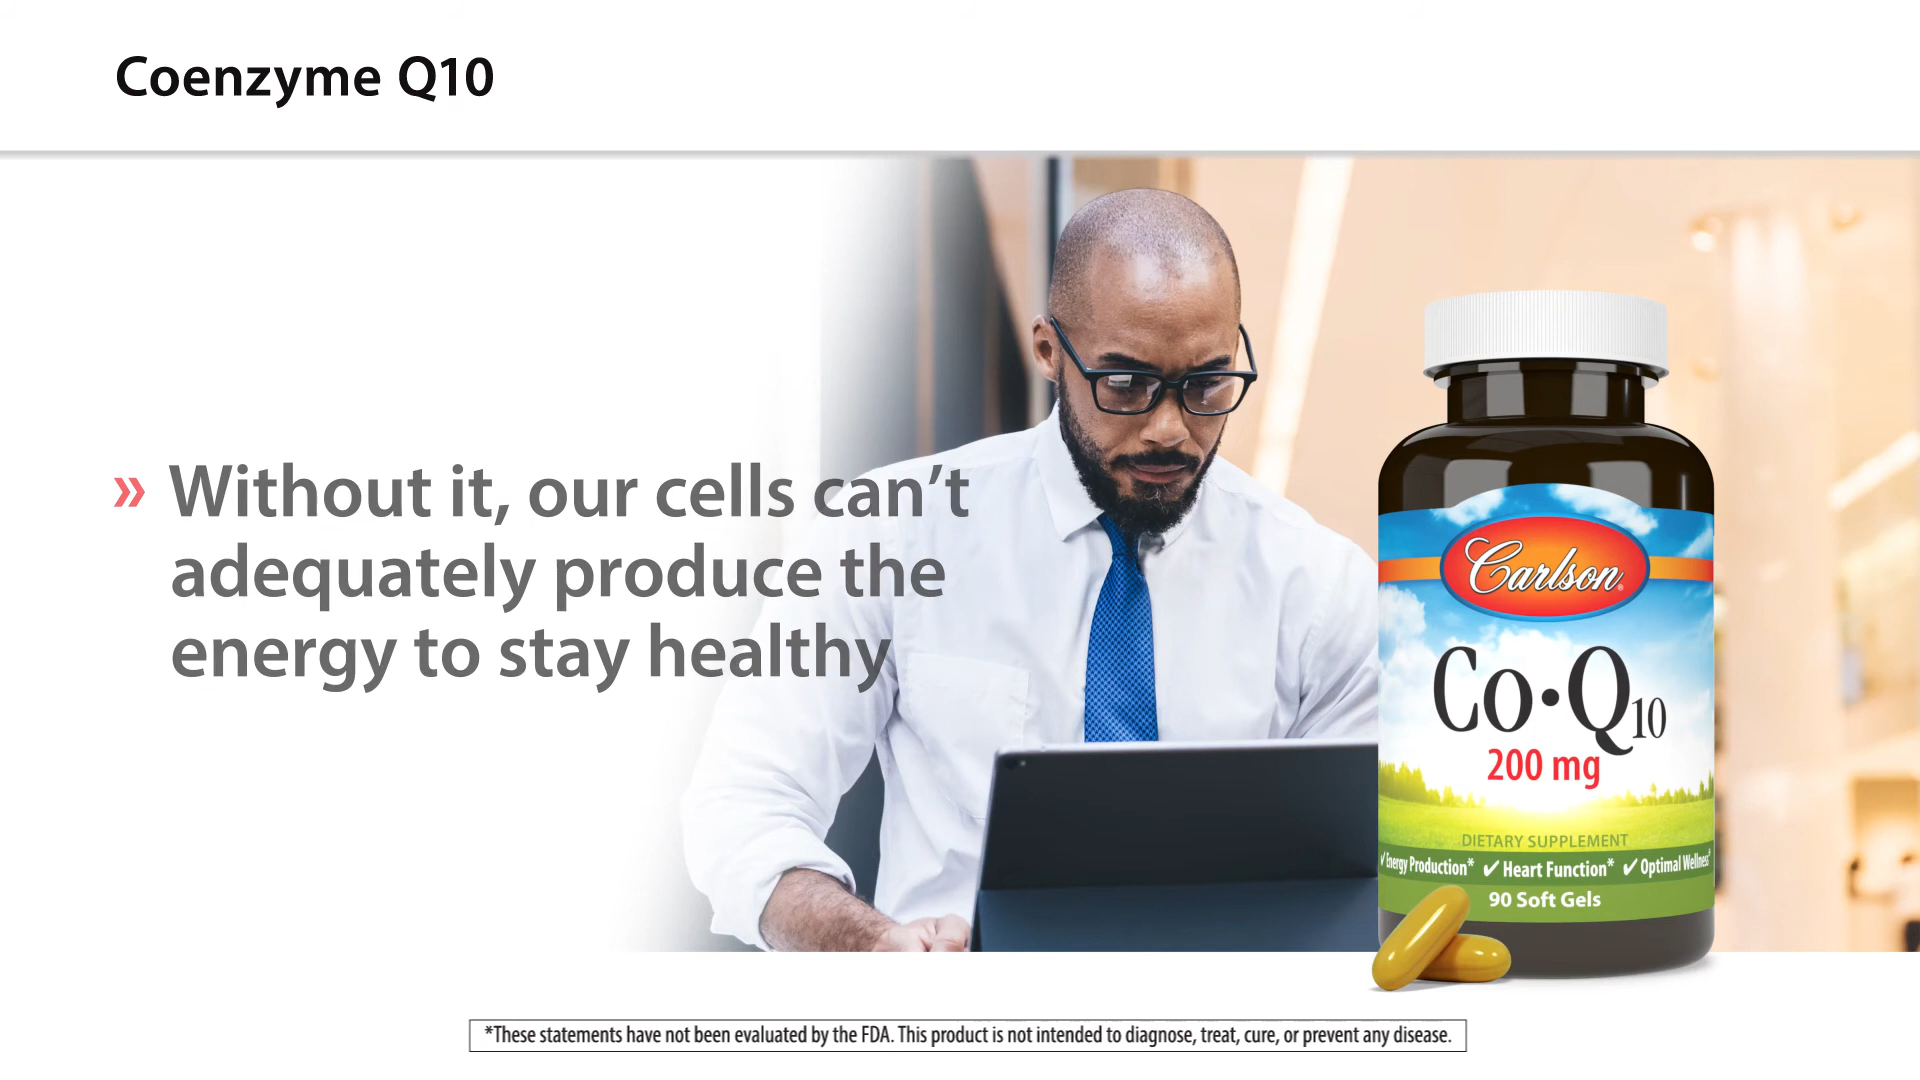 Coenzyme Q10
» Without it, our cells can’t
adequately produce the
energy to stay healthy
Carlson®
Co•Q10
200 mg
DIETARY SUPPLEMENT
✓Energy Production* ✓Heart Function* ✓Optimal Wellness*
90 Soft Gels
*These statements have not been evaluated by the FDA. This product is not intended to diagnose, treat, cure, or prevent any disease.